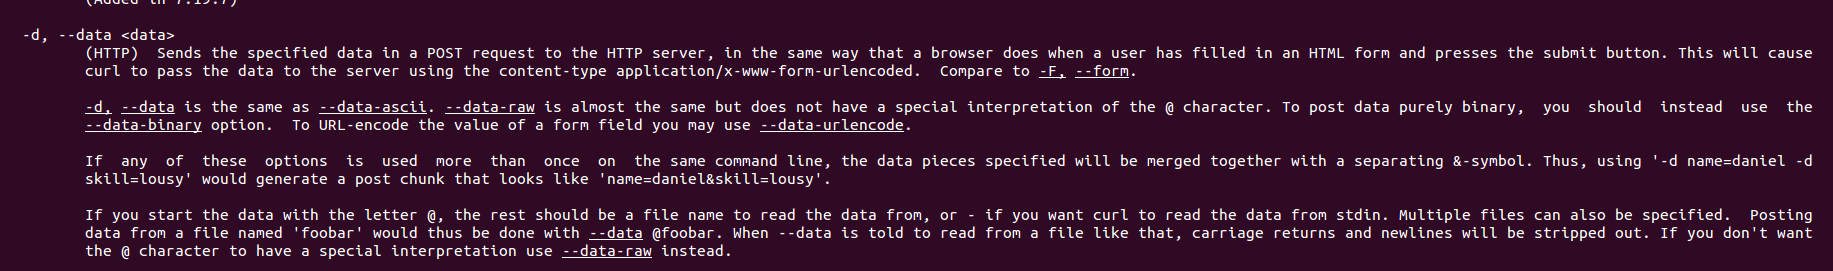 (Added in 7.19.7)
-d, --data <data>
(HTTP)  Sends the specified data in a POST request to the HTTP server, in the same way that a browser does when a user has filled in an HTML form and presses the submit button. This will cause
curl to pass the data to the server using the content-type application/x-www-form-urlencoded.  Compare to -F, --form.
-d, --data is the same as --data-ascii. --data-raw is almost the same but does not have a special interpretation of the @ character. To post data purely binary,  you  should  instead  use  the
--data-binary option.  To URL-encode the value of a form field you may use --data-urlencode.
If  any  of  these  options  is  used  more  than  once  on  the same command line, the data pieces specified will be merged together with a separating &-symbol. Thus, using '-d name=daniel -d
skill=lousy' would generate a post chunk that looks like 'name=daniel&skill=lousy'.
If you start the data with the letter @, the rest should be a file name to read the data from, or - if you want curl to read the data from stdin. Multiple files can also be specified.  Posting
data from a file named 'foobar' would thus be done with --data @foobar. When --data is told to read from a file like that, carriage returns and newlines will be stripped out. If you don't want
the @ character to have a special interpretation use --data-raw instead.